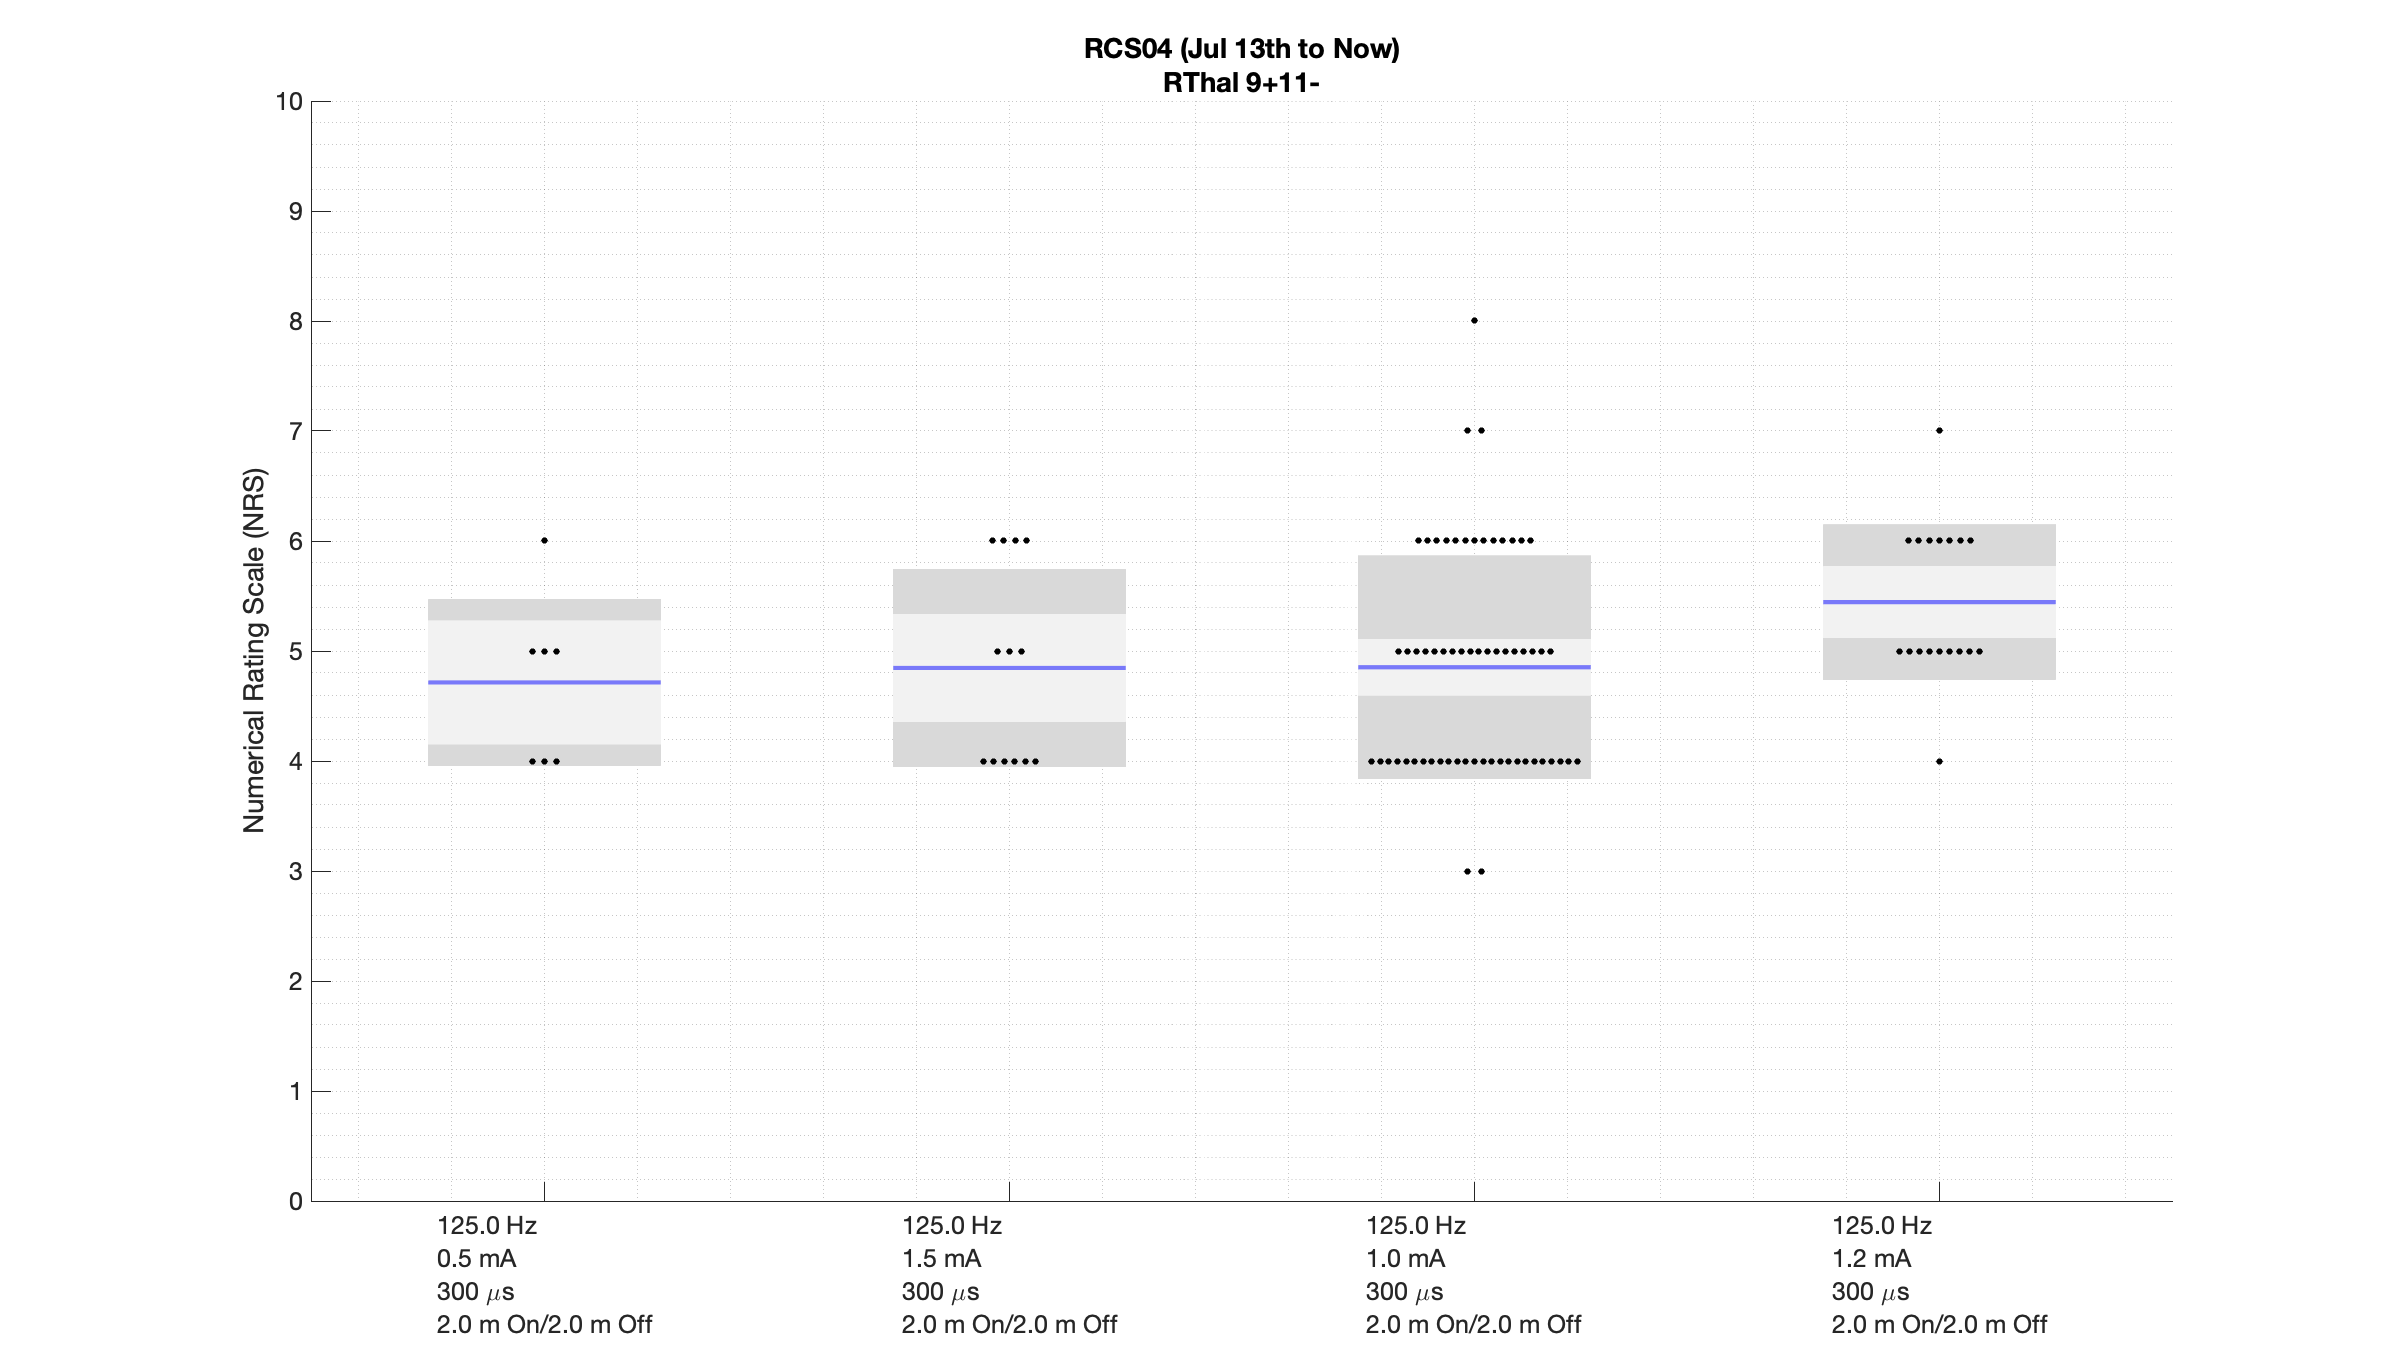 RCS04 (Jul 13th to Now)
RThal 9+11-
10
9
8
7
6
5
4
3
2
1
0
Numerical Rating Scale (NRS)
125.0 Hz
0.5 mA
300 μs
2.0 m On/2.0 m Off
125.0 Hz
1.5 mA
300 μs
2.0 m On/2.0 m Off
125.0 Hz
1.0 mA
300 μs
2.0 m On/2.0 m Off
125.0 Hz
1.2 mA
300 μs
2.0 m On/2.0 m Off